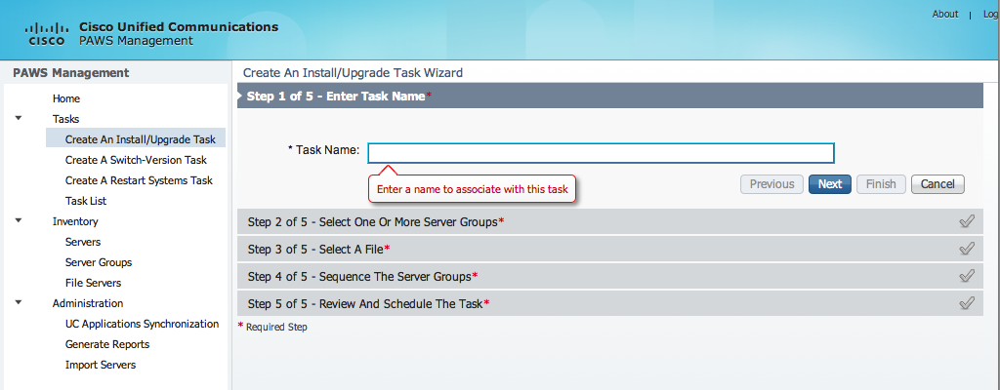 About | Log
Cisco Unified Communications
CISCO PAWS Management
PAWS Management
Home
Tasks
Create An Install/Upgrade Task
Create A Switch-Version Task
Create A Restart Systems Task
Task List
Inventory
Servers
Server Groups
File Servers
Administration
UC Applications Synchronization
Generate Reports
Import Servers
Create An Install/Upgrade Task Wizard
Step 1 of 5 - Enter Task Name*
* Task Name:
Enter a name to associate with this task
Previous Next Finish Cancel
Step 2 of 5 - Select One Or More Server Groups*
Step 3 of 5 - Select A File*
Step 4 of 5 - Sequence The Server Groups*
Step 5 of 5 - Review And Schedule The Task*
* Required Step